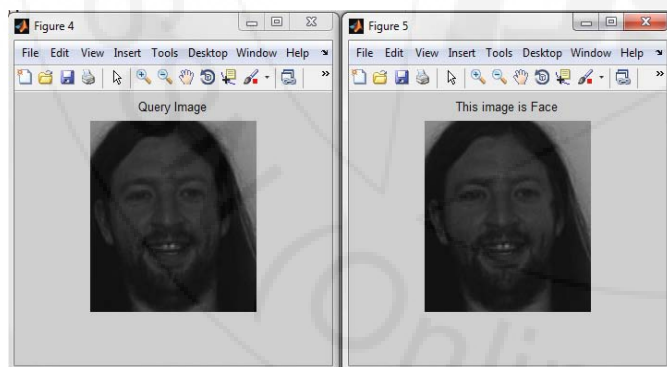 Figure 4
File Edit View Insert Tools Desktop Window Help
Query Image
Figure 5
File Edit View Insert Tools Desktop Window Help
This image is Face